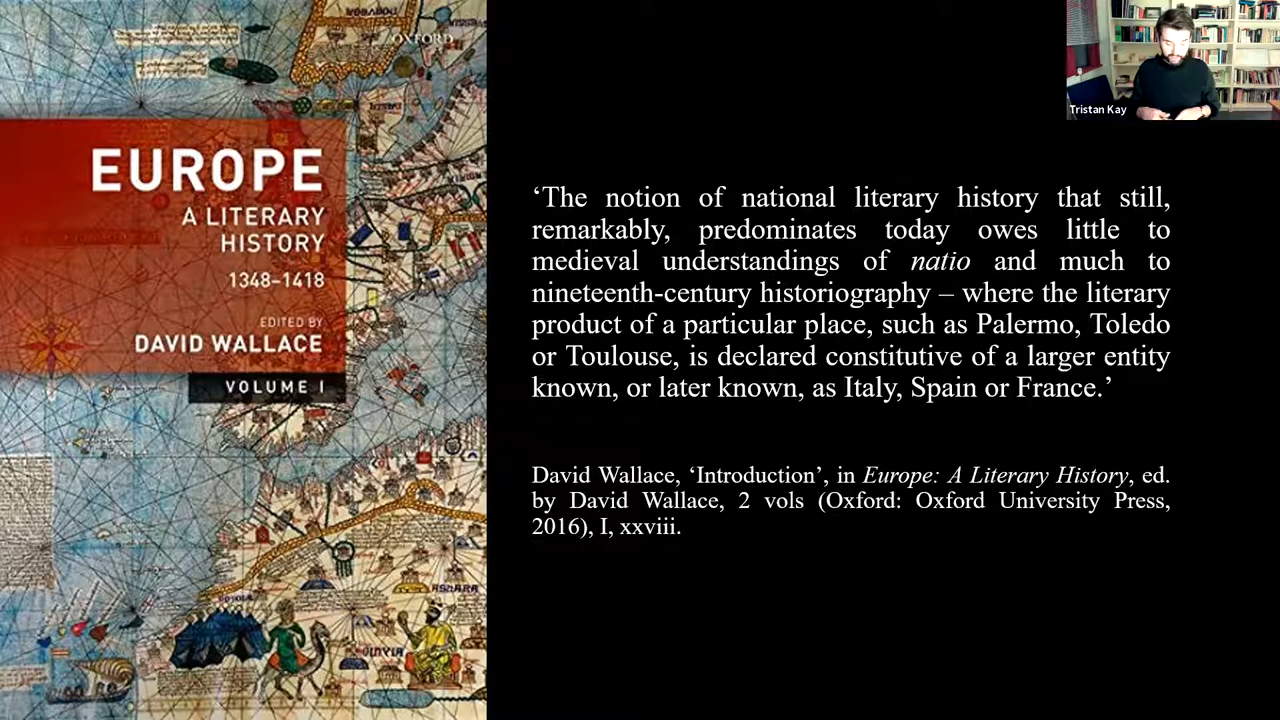 OXFORD
EUROPE
A LITERARY
HISTORY
1348–1418
EDITED BY
DAVID WALLACE
VOLUME I
‘The notion of national literary history that still,
remarkably, predominates today owes little to
medieval understandings of natio and much to
nineteenth-century historiography – where the literary
product of a particular place, such as Palermo, Toledo
or Toulouse, is declared constitutive of a larger entity
known, or later known, as Italy, Spain or France.’
David Wallace, ‘Introduction’, in Europe: A Literary History, ed.
by David Wallace, 2 vols (Oxford: Oxford University Press,
2016), I, xxviii.
Tristan Kay